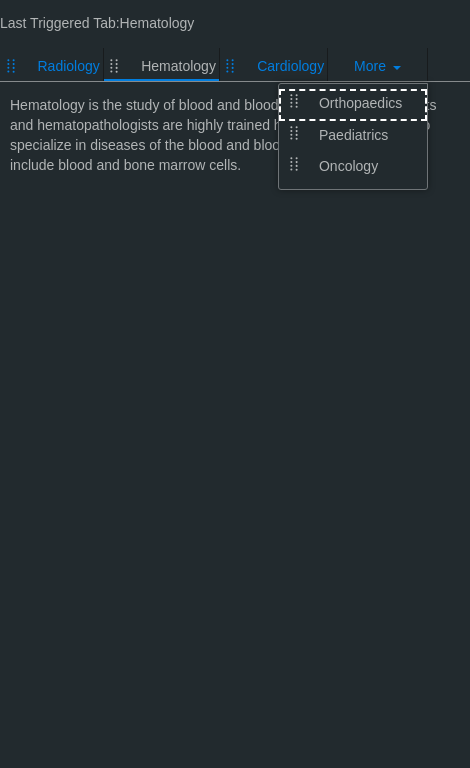 Last Triggered Tab:Hematology
Radiology Hematology Cardiology More
Orthopaedics
Paediatrics
Oncology
Hematology is the study of blood and blood
and hematopathologists are highly trained
specialize in diseases of the blood and
include blood and bone marrow cells.